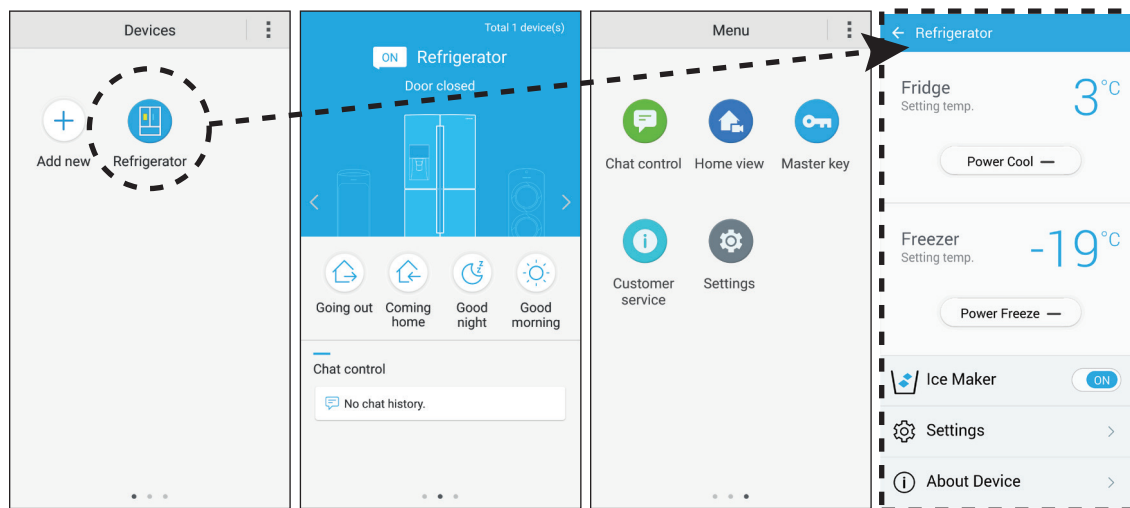 Devices
Add new
Refrigerator
Total 1 device(s)
ON Refrigerator
Door closed
Going out
Coming
home
Good
night
Good
morning
Chat control
No chat history.
Menu
Chat control
Home view
Master key
Customer
service
Settings
Refrigerator
Fridge
Setting temp.
3°C
Power Cool —
Freezer
Setting temp.
-19°C
Power Freeze —
Ice Maker
ON
Settings
About Device